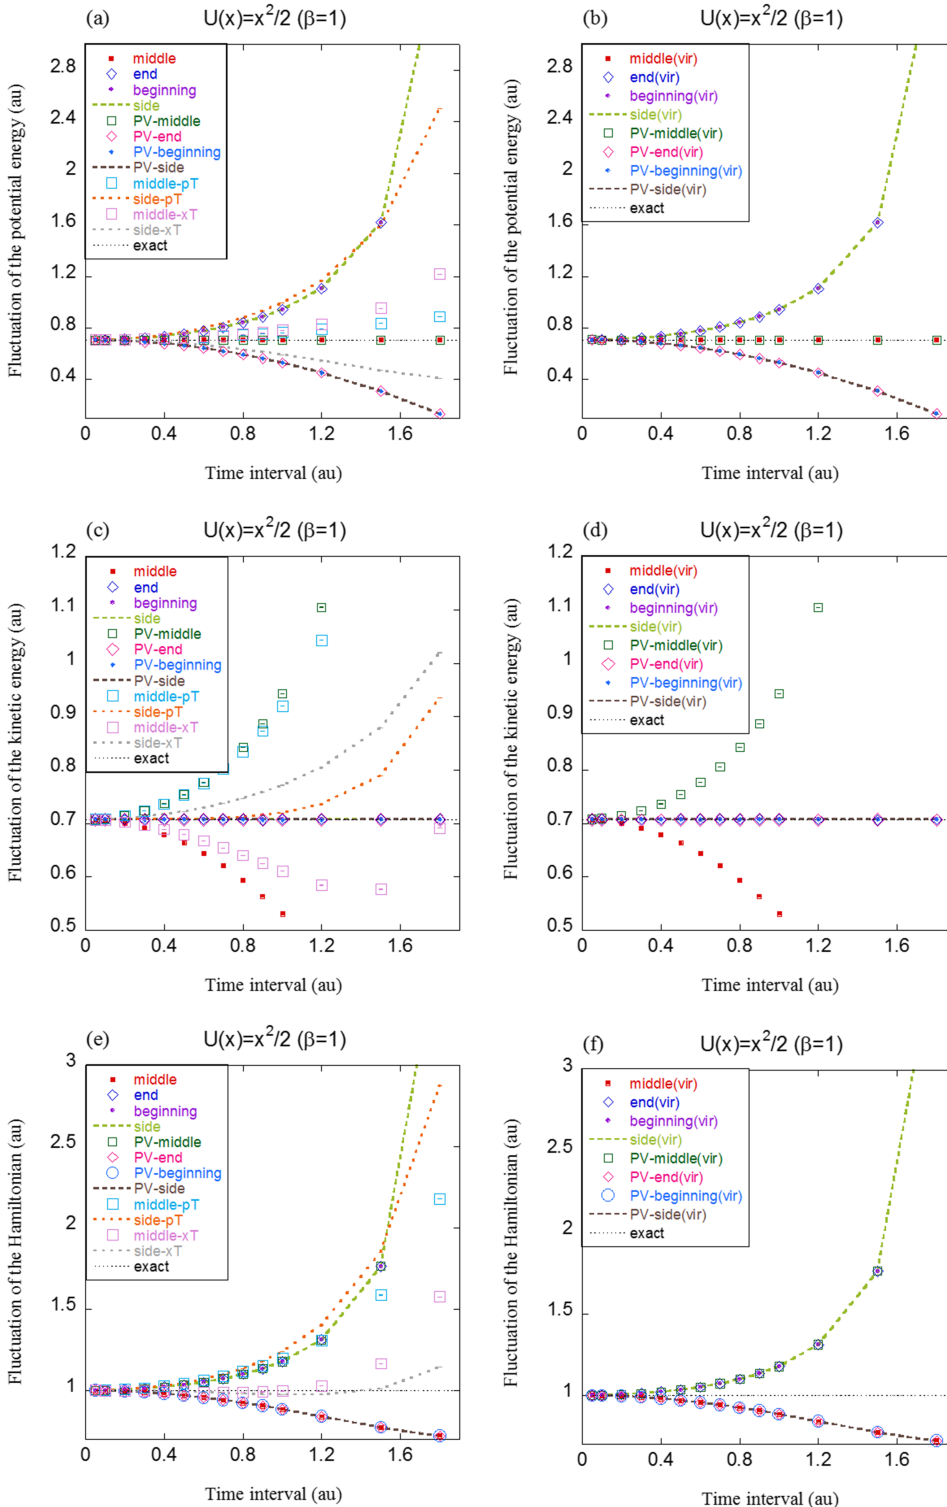 (a) U(x)=x²/2 (β=1)
Fluctuation of the potential energy (au)
2.8
2.4
2
1.6
1.2
0.8
0.4
middle
end
beginning
side
PV-middle
PV-end
PV-beginning
PV-side
middle-pT
side-pT
middle-xT
side-xT
exact
0 0.4 0.8 1.2 1.6
Time interval (au)
(b) U(x)=x²/2 (β=1)
Fluctuation of the potential energy (au)
2.8
2.4
2
1.6
1.2
0.8
0.4
middle(vir)
end(vir)
beginning(vir)
side(vir)
PV-middle(vir)
PV-end(vir)
PV-beginning(vir)
PV-side(vir)
exact
0 0.4 0.8 1.2 1.6
Time interval (au)
(c) U(x)=x²/2 (β=1)
Fluctuation of the kinetic energy (au)
1.2
1.1
1
0.9
0.8
0.7
0.6
0.5
middle
end
beginning
side
PV-middle
PV-end
PV-beginning
PV-side
middle-pT
side-pT
middle-xT
side-xT
exact
0 0.4 0.8 1.2 1.6
Time interval (au)
(d) U(x)=x²/2 (β=1)
Fluctuation of the kinetic energy (au)
1.2
1.1
1
0.9
0.8
0.7
0.6
0.5
middle(vir)
end(vir)
beginning(vir)
side(vir)
PV-middle(vir)
PV-end(vir)
PV-beginning(vir)
PV-side(vir)
exact
0 0.4 0.8 1.2 1.6
Time interval (au)
(e) U(x)=x²/2 (β=1)
Fluctuation of the Hamiltonian (au)
3
2.5
2
1.5
1
middle
end
beginning
side
PV-middle
PV-end
PV-beginning
PV-side
middle-pT
side-pT
middle-xT
side-xT
exact
0 0.4 0.8 1.2 1.6
Time interval (au)
(f) U(x)=x²/2 (β=1)
Fluctuation of the Hamiltonian (au)
3
2.5
2
1.5
1
middle(vir)
end(vir)
beginning(vir)
side(vir)
PV-middle(vir)
PV-end(vir)
PV-beginning(vir)
PV-side(vir)
exact
0 0.4 0.8 1.2 1.6
Time interval (au)